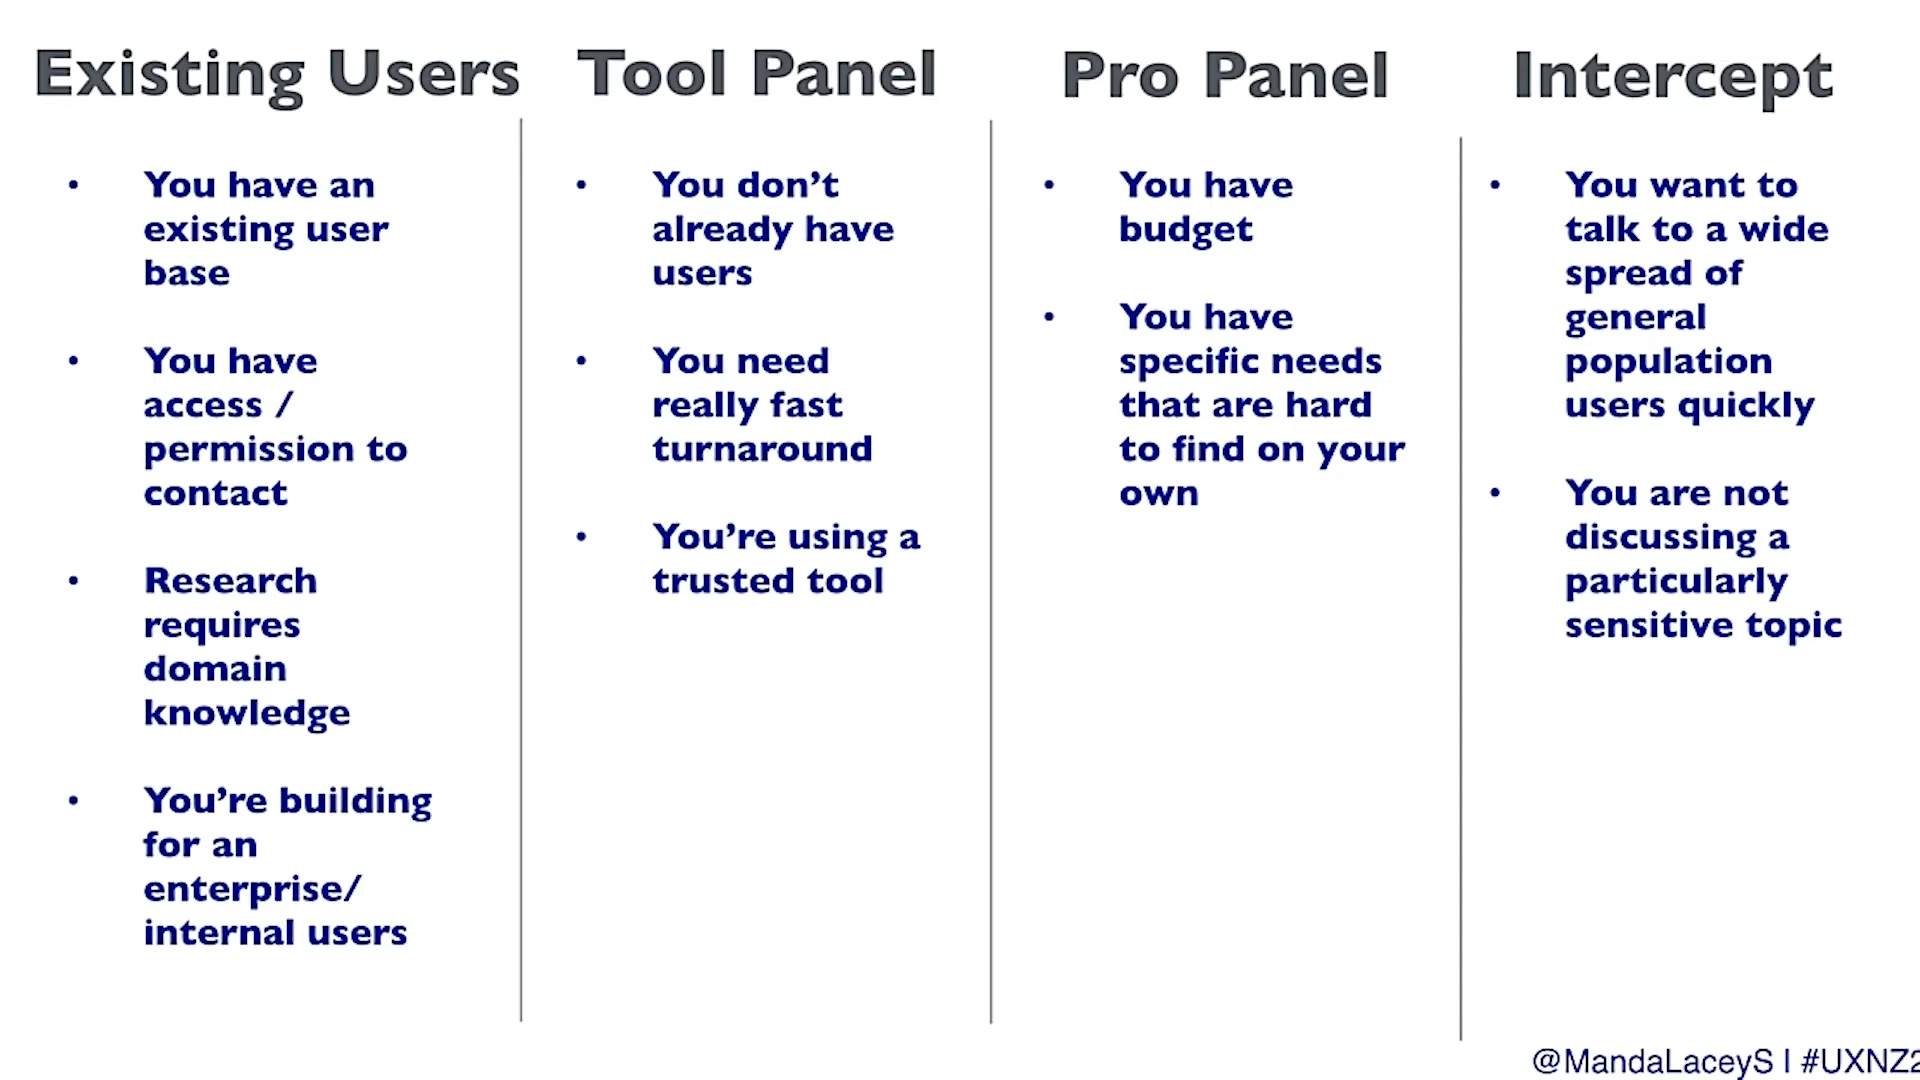 Existing Users
• You have an
existing user
base
• You have
access /
permission to
contact
• Research
requires
domain
knowledge
• You’re building
for an
enterprise/
internal users
Tool Panel
• You don’t
already have
users
• You need
really fast
turnaround
• You’re using a
trusted tool
Pro Panel
• You have
budget
• You have
specific needs
that are hard
to find on your
own
Intercept
• You want to
talk to a wide
spread of
general
population
users quickly
• You are not
discussing a
particularly
sensitive topic
@MandaLaceyS I #UXNZ2